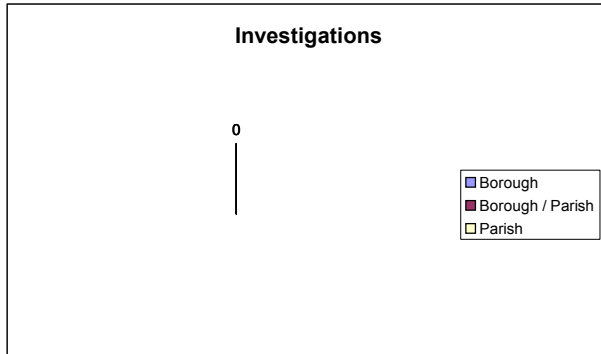 Investigations
0
Borough
Borough / Parish
Parish